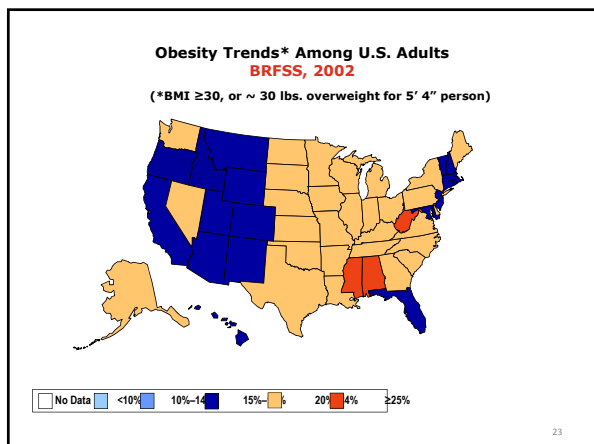 Obesity Trends* Among U.S. Adults
BRFSS, 2002
(*BMI ≥30, or ~ 30 lbs. overweight for 5’ 4” person)
No Data <10% 10%–14 15%– % 20% 4% ≥25%
23